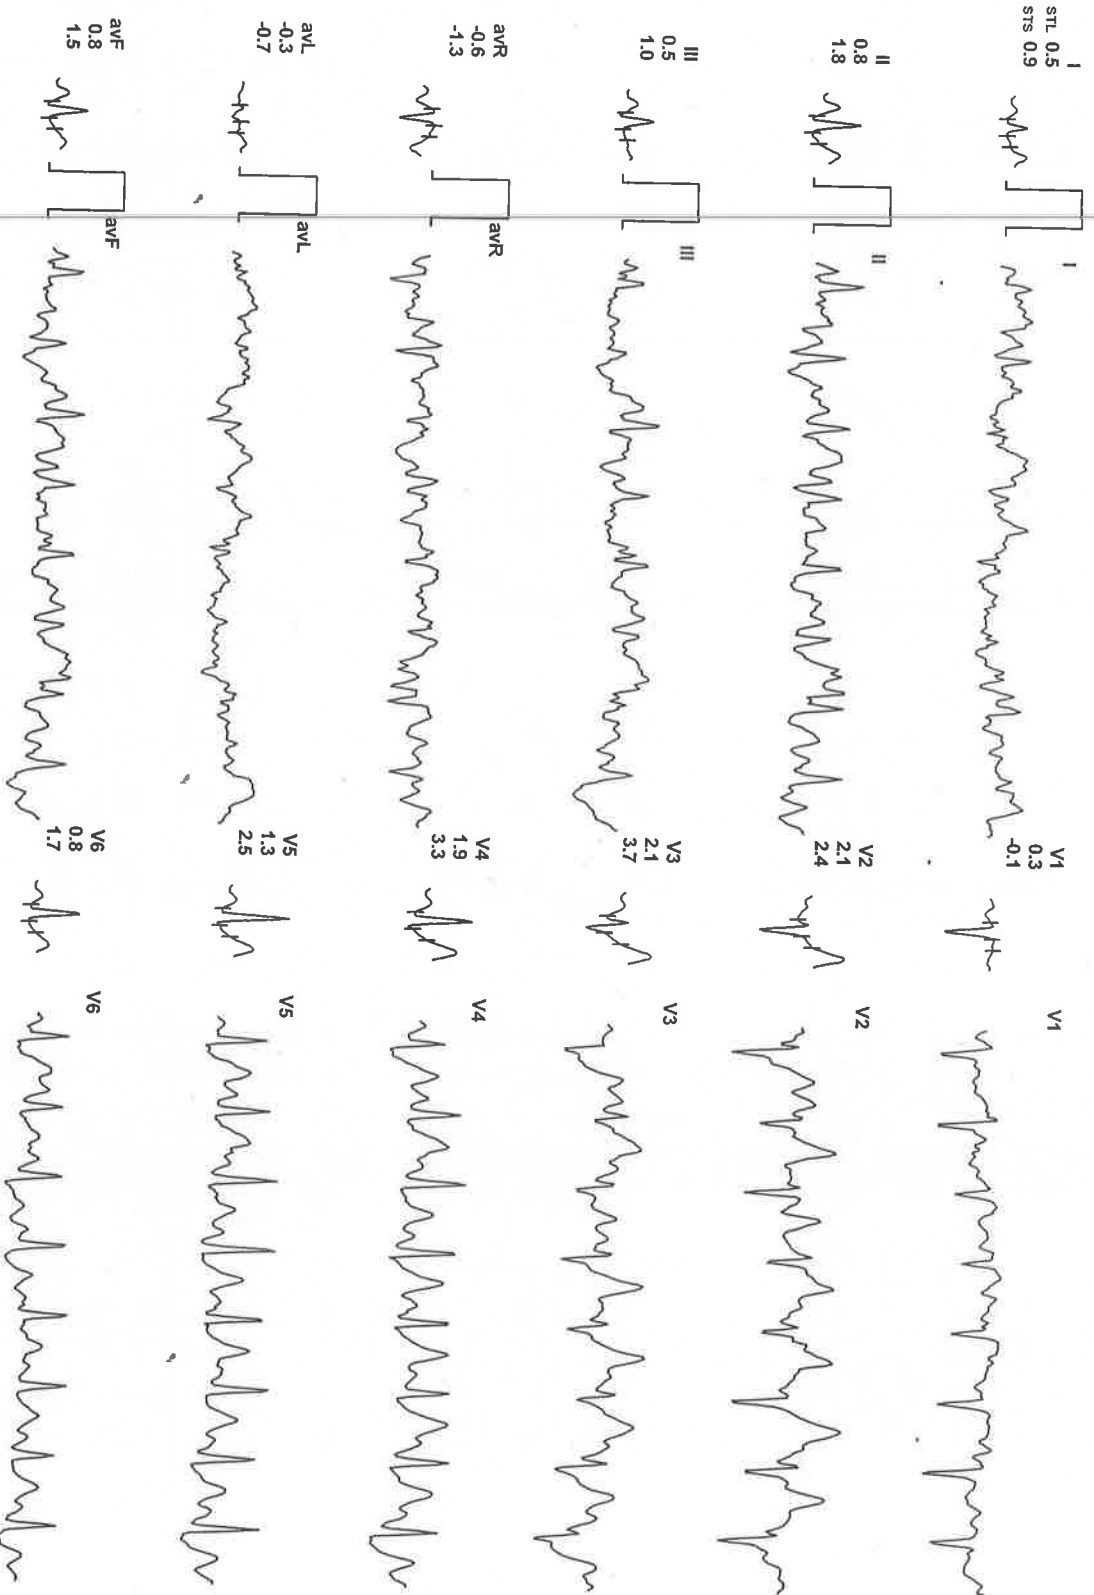 I
STL 0.5
STS 0.9
I
V1
0.3
-0.1
V1
II
0.8
1.8
II
V2
2.1
2.4
V2
III
0.5
1.0
III
V3
2.1
3.7
V3
avR
-0.6
-1.3
avR
V4
1.9
3.3
V4
avL
-0.3
-0.7
avL
V5
1.3
2.5
V5
avF
0.8
1.5
avF
V6
0.8
1.7
V6